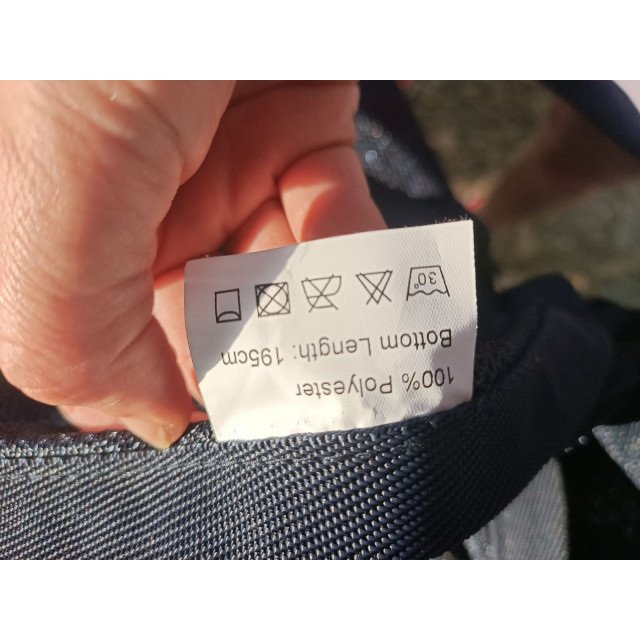 100% Polyester
Bottom Length: 195cm
30°